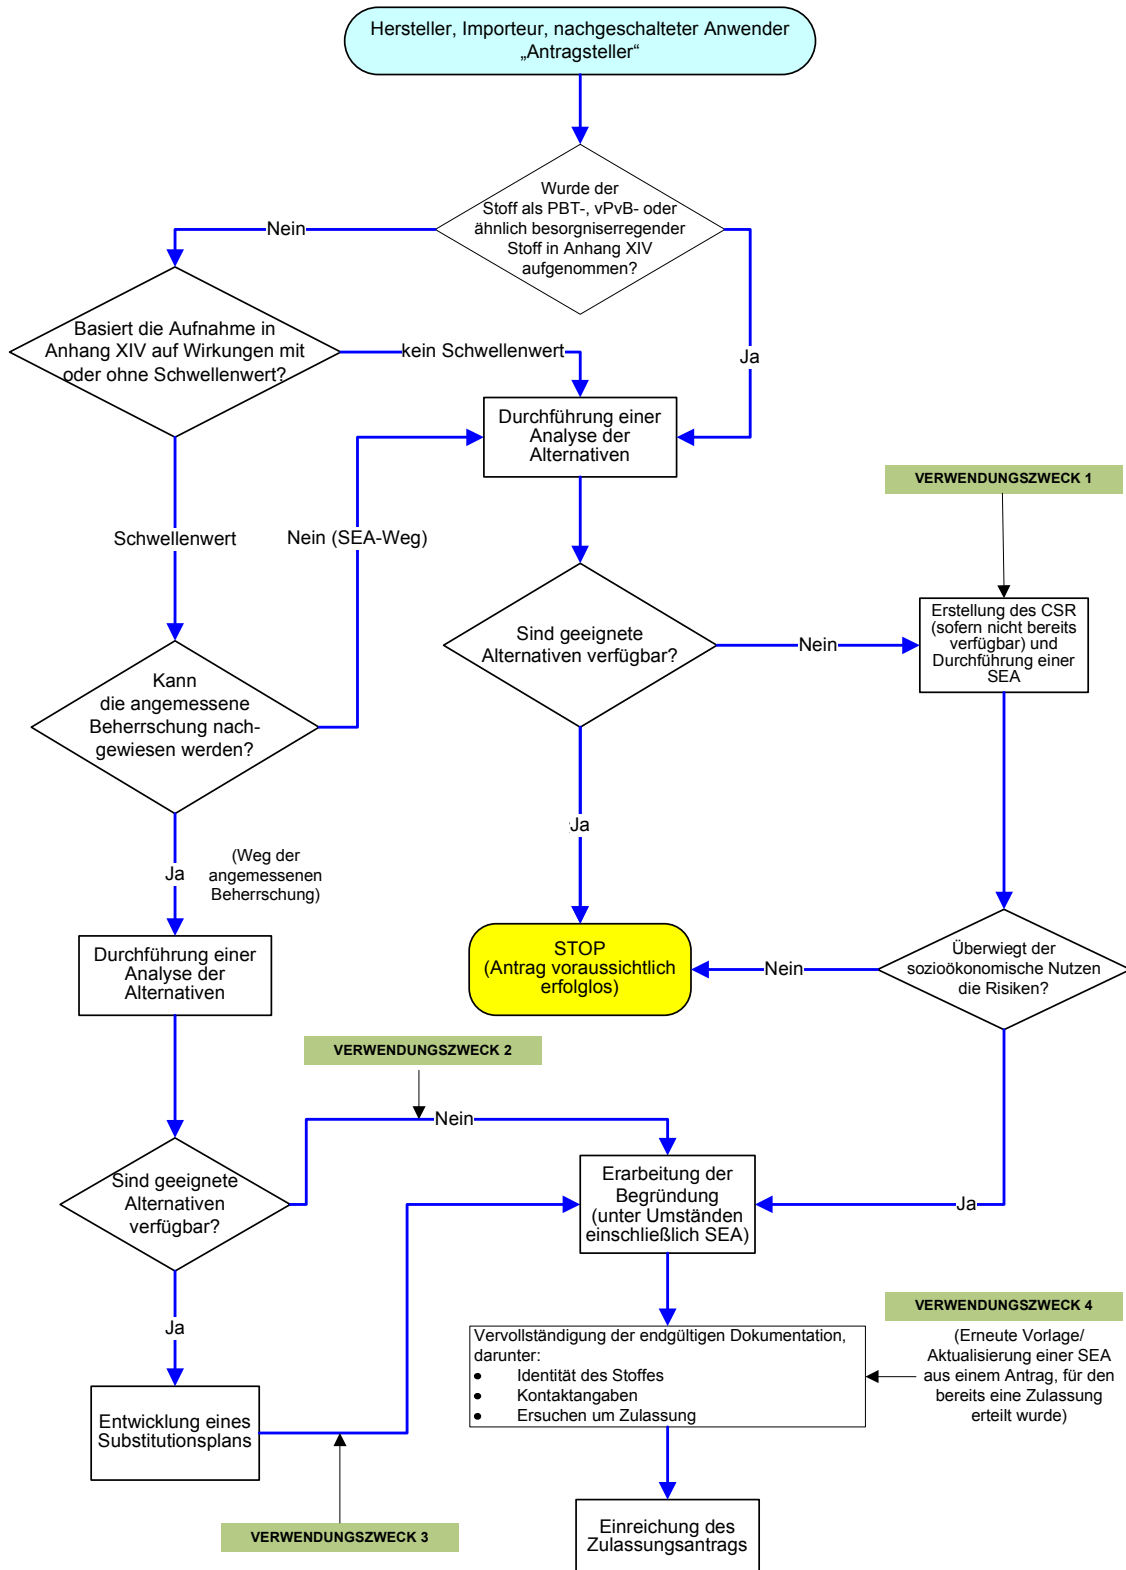 Hersteller, Importeur, nachgeschalteter Anwender
„Antragsteller“
Wurde der
Stoff als PBT-, vPvB- oder
ähnlich besorgniserregender
Stoff in Anhang XIV
aufgenommen?
Nein
Ja
Basiert die Aufnahme in
Anhang XIV auf Wirkungen mit
oder ohne Schwellenwert?
kein Schwellenwert
Durchführung einer
Analyse der
Alternativen
VERWENDUNGSZWECK 1
Schwellenwert
Nein (SEA-Weg)
Sind geeignete
Alternativen verfügbar?
Nein
Erstellung des CSR
(sofern nicht bereits
verfügbar) und
Durchführung einer
SEA
Kann
die angemessene
Beherrschung nach-
gewiesen werden?
Ja
Ja
(Weg der
angemessenen
Beherrschung)
Durchführung einer
Analyse der
Alternativen
STOP
(Antrag voraussichtlich
erfolglos)
Nein
Überwiegt der
sozioökonomische Nutzen
die Risiken?
VERWENDUNGSZWECK 2
Nein
Sind geeignete
Alternativen
verfügbar?
Erarbeitung der
Begründung
(unter Umständen
einschließlich SEA)
Ja
Ja
VERWENDUNGSZWECK 4
(Erneute Vorlage/
Aktualisierung einer SEA
aus einem Antrag, für den
bereits eine Zulassung
erteilt wurde)
Vervollständigung der endgültigen Dokumentation,
darunter:
● Identität des Stoffes
● Kontaktangaben
● Ersuchen um Zulassung
Entwicklung eines
Substitutionsplans
VERWENDUNGSZWECK 3
Einreichung des
Zulassungsantrags